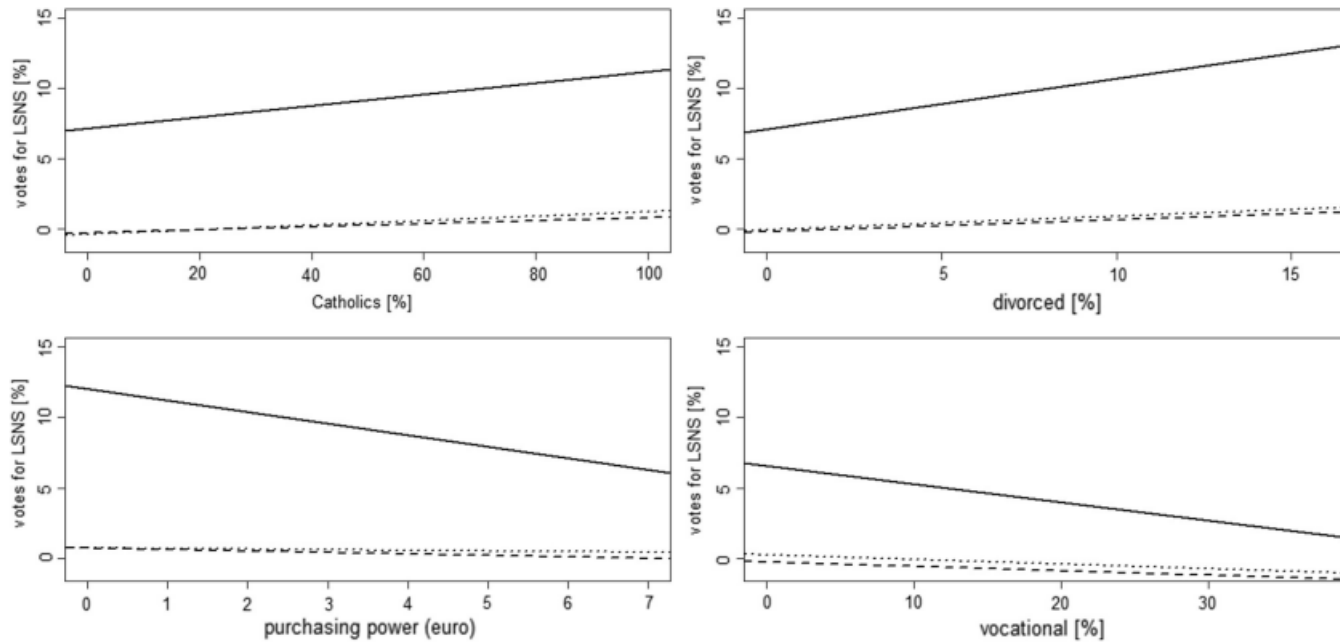 votes for LSNS [%]
15
10
5
0
0 20 40 60 80 100
Catholics [%]
votes for LSNS [%]
15
10
5
0
0 5 10 15
divorced [%]
votes for LSNS [%]
15
10
5
0
0 1 2 3 4 5 6 7
purchasing power (euro)
votes for LSNS [%]
15
10
5
0
0 10 20 30
vocational [%]